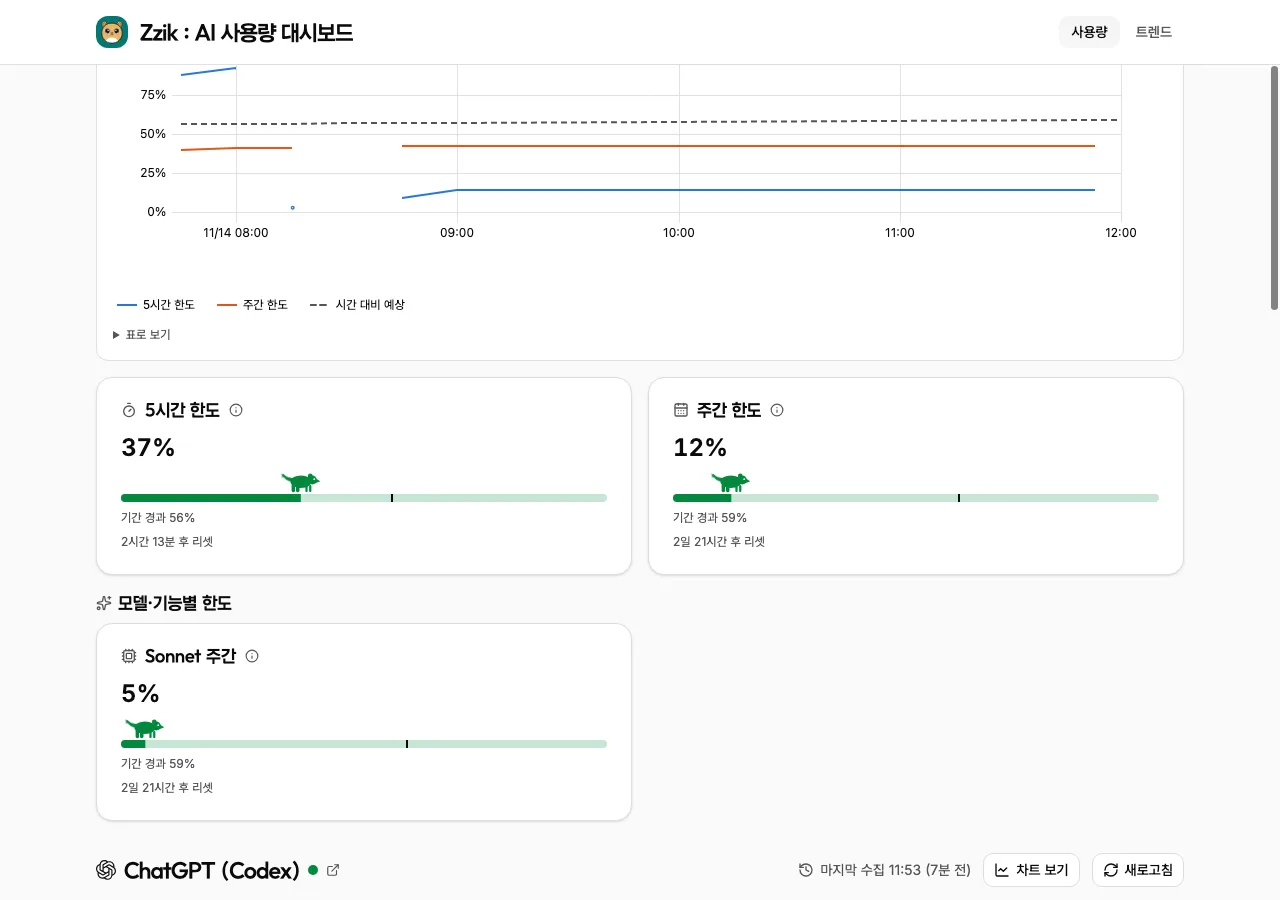 Zzik : AI 사용량 대시보드
사용량
트렌드
75%
50%
25%
0%
11/14 08:00
09:00
10:00
11:00
12:00
5시간 한도
주간 한도
시간 대비 예상
표로 보기
5시간 한도
37%
기간 경과 56%
2시간 13분 후 리셋
주간 한도
12%
기간 경과 59%
2일 21시간 후 리셋
모델·기능별 한도
Sonnet 주간
5%
기간 경과 59%
2일 21시간 후 리셋
ChatGPT (Codex)
마지막 수집 11:53 (7분 전)
차트 보기
새로고침